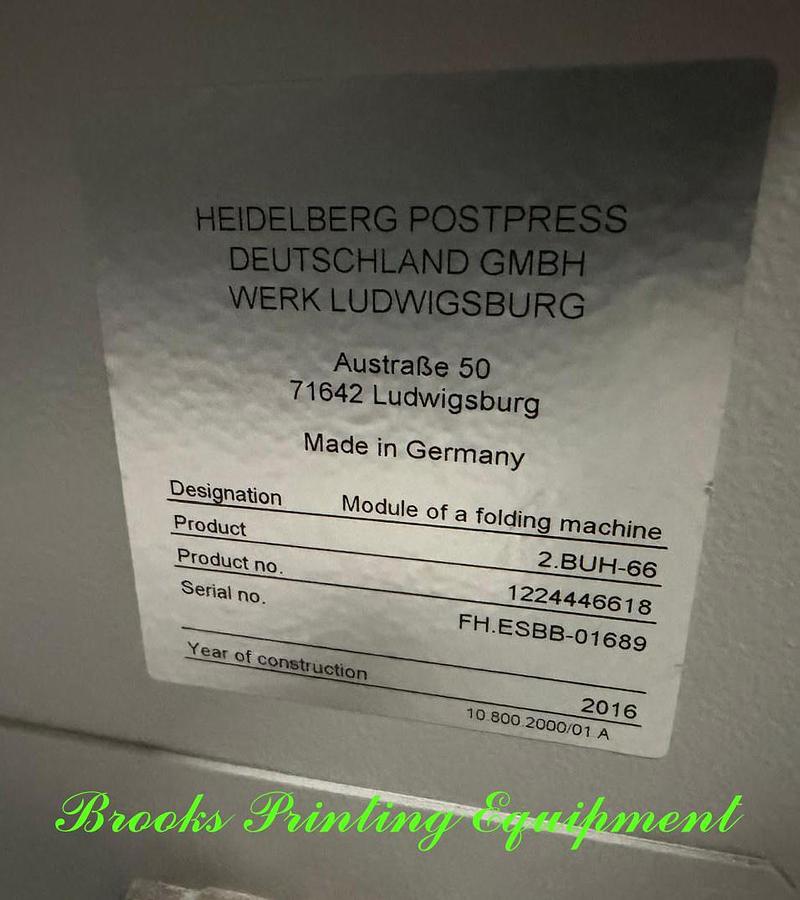 HEIDELBERG POSTPRESS
DEUTSCHLAND GMBH
WERK LUDWIGSBURG
Austraße 50
71642 Ludwigsburg
Made in Germany
Designation Module of a folding machine
Product 2.BUH-66
Product no. 1224446618
Serial no. FH.ESBB-01689
Year of construction 2016
10.800.2000/01 A
Brooks Printing Equipment